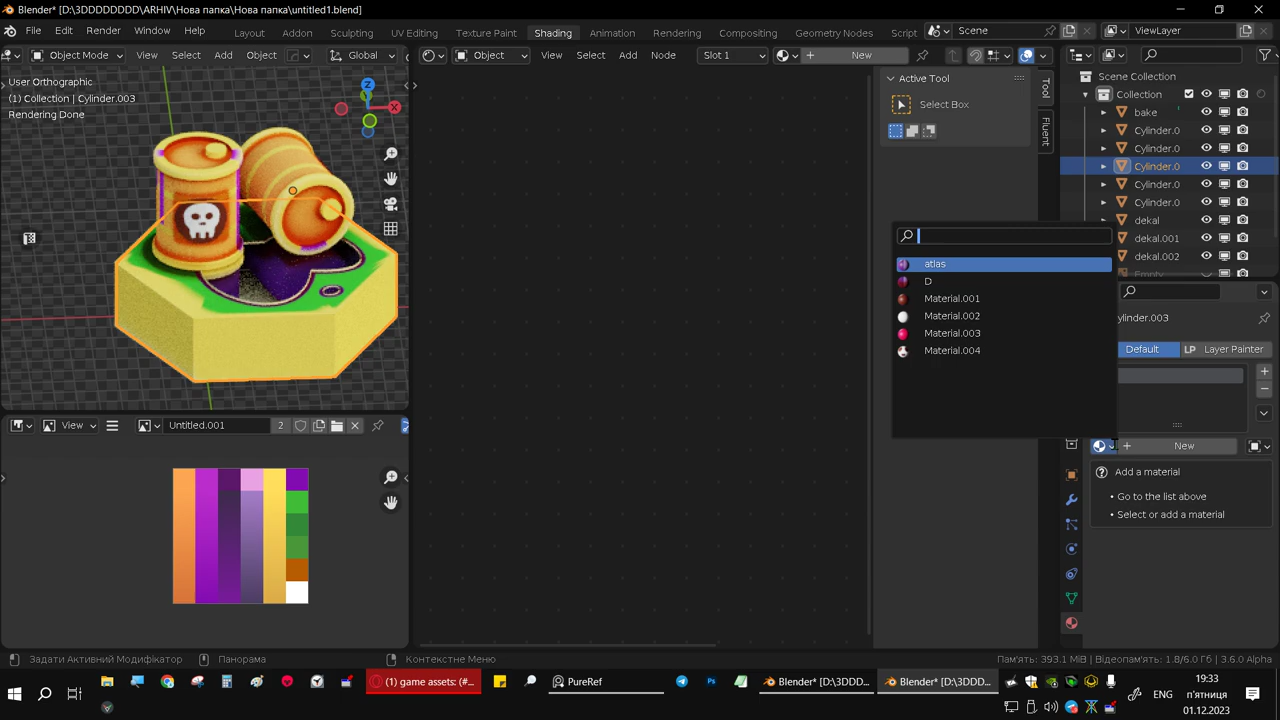 Blender* [D:\3DDDDDDDD\ARHIV\Нова папка\Нова папка\untitled1.blend]
File Edit Render Window Help Layout Addon Sculpting UV Editing Texture Paint Shading Animation Rendering Compositing Geometry Nodes Script Scene ViewLayer
Object Mode View Select Add Object Global Object View Select Add Node Slot 1 New
User Orthographic
(1) Collection | Cylinder.003
Rendering Done
Z
X
Active Tool
Select Box
Tool
Fluent
Scene Collection
Collection
bake
Cylinder.0
Cylinder.0
Cylinder.0
Cylinder.0
Cylinder.0
dekal
dekal.001
dekal.002
Empty
atlas
D
Material.001
Material.002
Material.003
Material.004
ylinder.003
Default LP Layer Painter
New
Add a material
• Go to the list above
• Select or add a material
View Untitled.001 2
Задати Активний Модифікатор Панорама Контекстне Меню Пам'ять: 393.1 MiB | Відеопам'ять: 1.8/6.0 Гб | 3.6.0 Alpha
(1) game assets: (#... PureRef Blender* [D:\3DDD... Blender* [D:\3DDD...
ENG
19:33
п'ятниця
01.12.2023